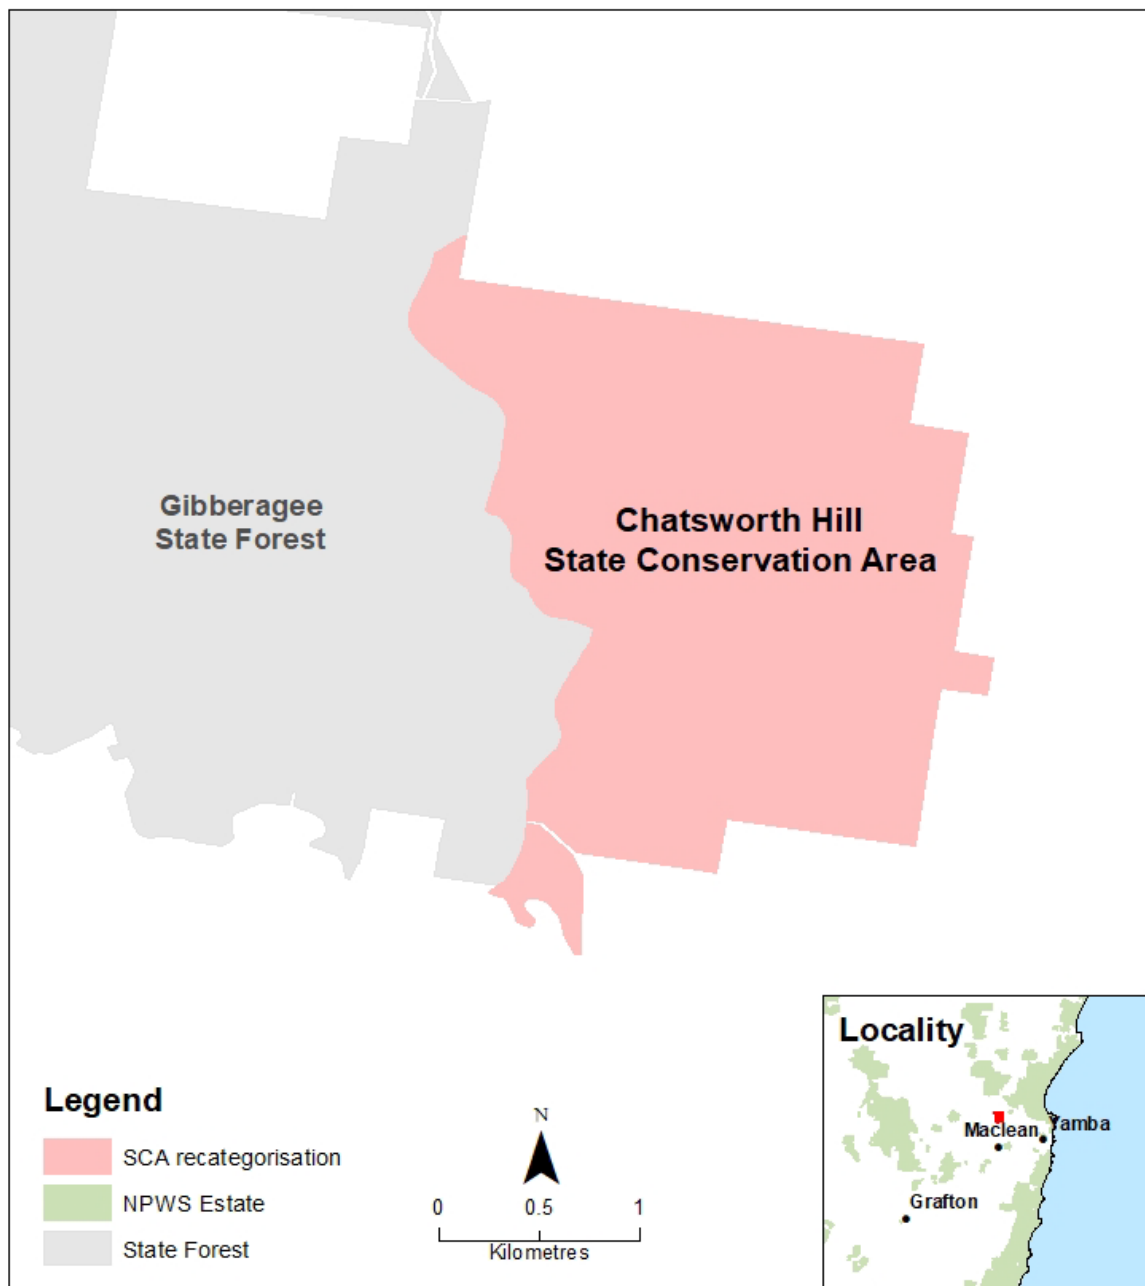 Gibberagee
State Forest
Chatsworth Hill
State Conservation Area
Legend
SCA recategorisation
NPWS Estate
State Forest
N
0 0.5 1
Kilometres
Locality
Maclean
Yamba
Grafton